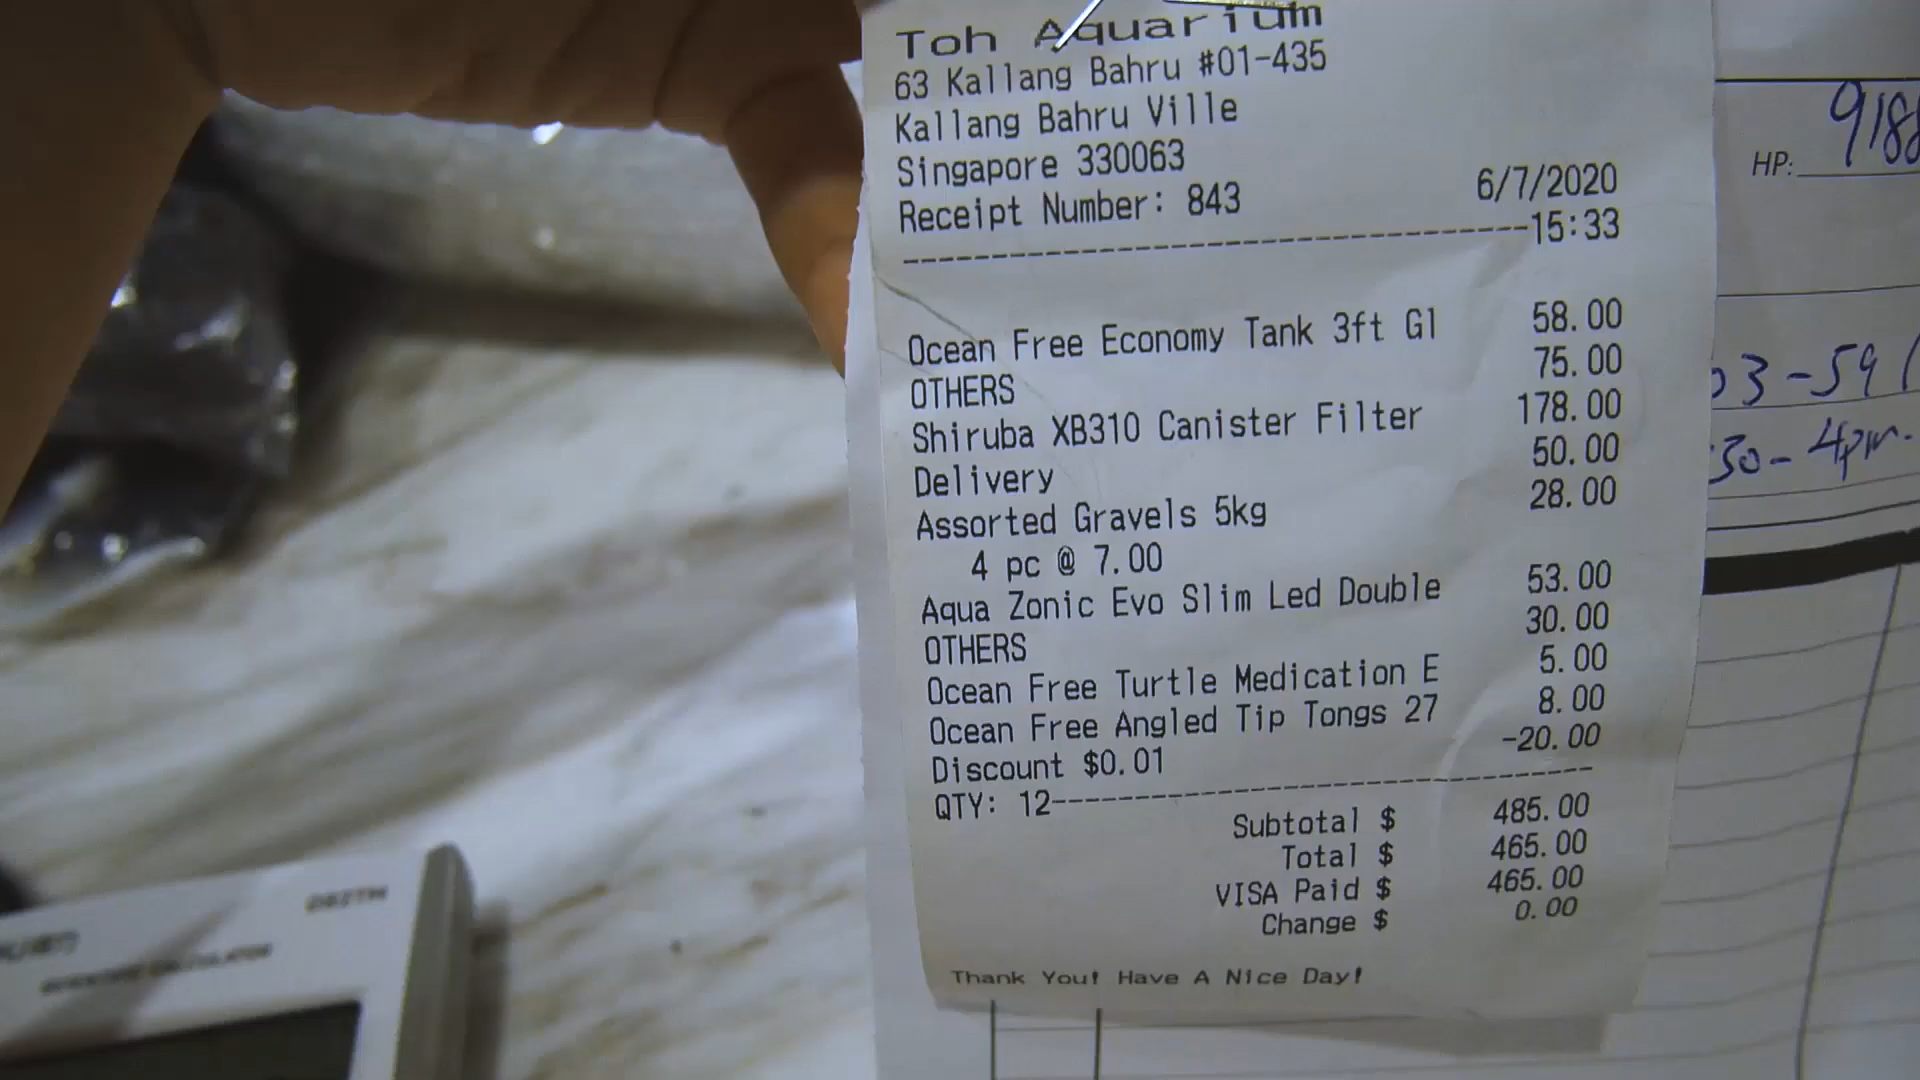 Toh Aquarium
63 Kallang Bahru #01-435
Kallang Bahru Ville
Singapore 330063
Receipt Number: 843 6/7/2020
15:33
Ocean Free Economy Tank 3ft Gl 58.00
OTHERS 75.00
Shiruba XB310 Canister Filter 178.00
Delivery 50.00
Assorted Gravels 5kg 28.00
4 pc @ 7.00
Aqua Zonic Evo Slim Led Double 53.00
OTHERS 30.00
Ocean Free Turtle Medication E 5.00
Ocean Free Angled Tip Tongs 27 8.00
Discount $0.01 -20.00
QTY: 12
Subtotal $ 485.00
Total $ 465.00
VISA Paid $ 465.00
Change $ 0.00
Thank You! Have A Nice Day!
HP: 9188
03-59 (
30-4pm.